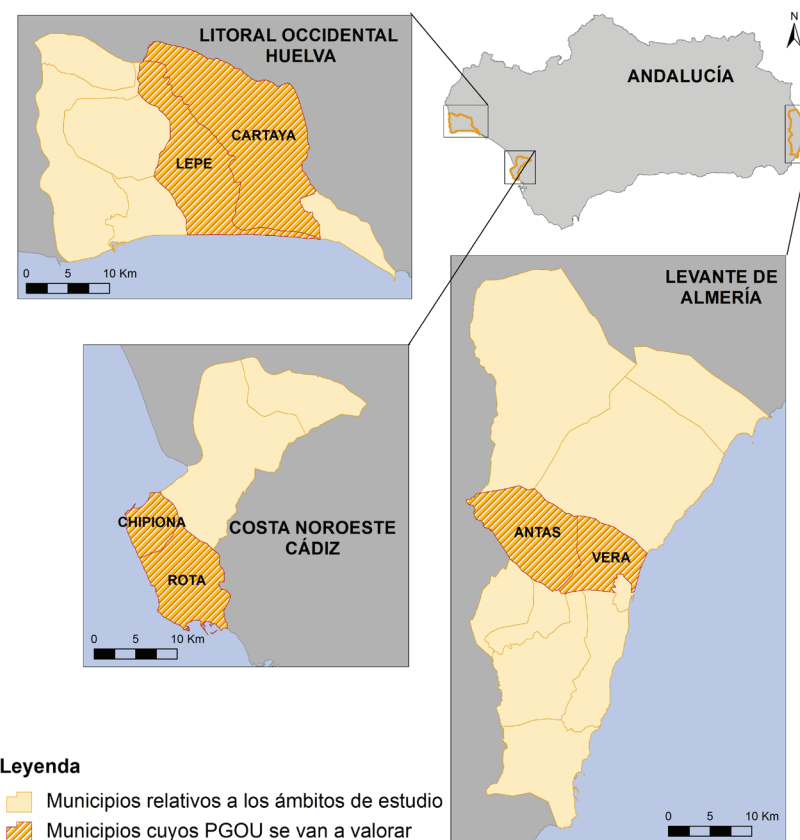 LITORAL OCCIDENTAL
HUELVA
CARTAYA
LEPE
0 5 10 Km
N
ANDALUCÍA
LEVANTE DE
ALMERÍA
ANTAS
VERA
0 5 10 Km
CHIPIONA
COSTA NOROESTE
CÁDIZ
ROTA
0 5 10 Km
Leyenda
Municipios relativos a los ámbitos de estudio
Municipios cuyos PGOU se van a valorar